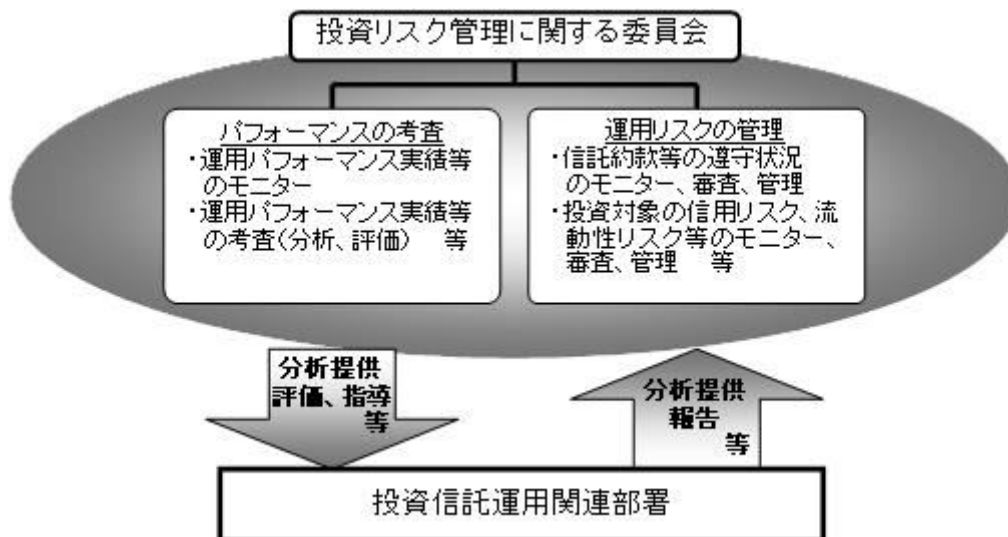 投資リスク管理に関する委員会
パフォーマンスの考査
・運用パフォーマンス実績等
のモニター
・運用パフォーマンス実績等
の考査(分析、評価) 等
運用リスクの管理
・信託約款等の遵守状況
のモニター、審査、管理
・投資対象の信用リスク、流
動性リスク等のモニター、
審査、管理 等
分析提供
評価、指導
等
分析提供
報告
等
投資信託運用関連部署